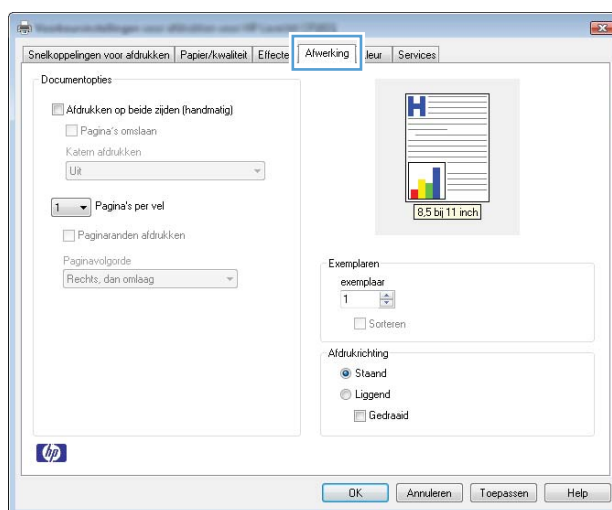 Snelkoppelingen voor afdrukken Papier/kwaliteit Effecte Afwerking leur Services
Documentopties
Afdrukken op beide zijden (handmatig)
Pagina's omslaan
Katern afdrukken
Uit
1 Pagina's per vel
Paginaranden afdrukken
Paginavolgorde
Rechts, dan omlaag
H
8,5 bij 11 inch
Exemplaren
exemplaar
1
Sorteren
Afdrukrichting
Staand
Liggend
Gedraaid
hp
OK Annuleren Toepassen Help